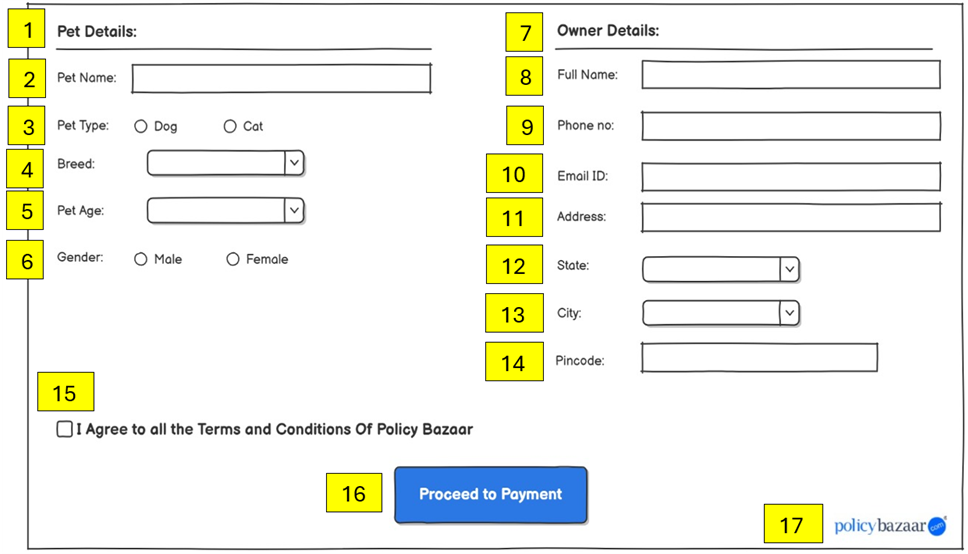 1 Pet Details:
2 Pet Name:
3 Pet Type: Dog Cat
4 Breed:
5 Pet Age:
6 Gender: Male Female
7 Owner Details:
8 Full Name:
9 Phone no:
10 Email ID:
11 Address:
12 State:
13 City:
14 Pincode:
15
I Agree to all the Terms and Conditions Of Policy Bazaar
16 Proceed to Payment
17 policybazaar .com